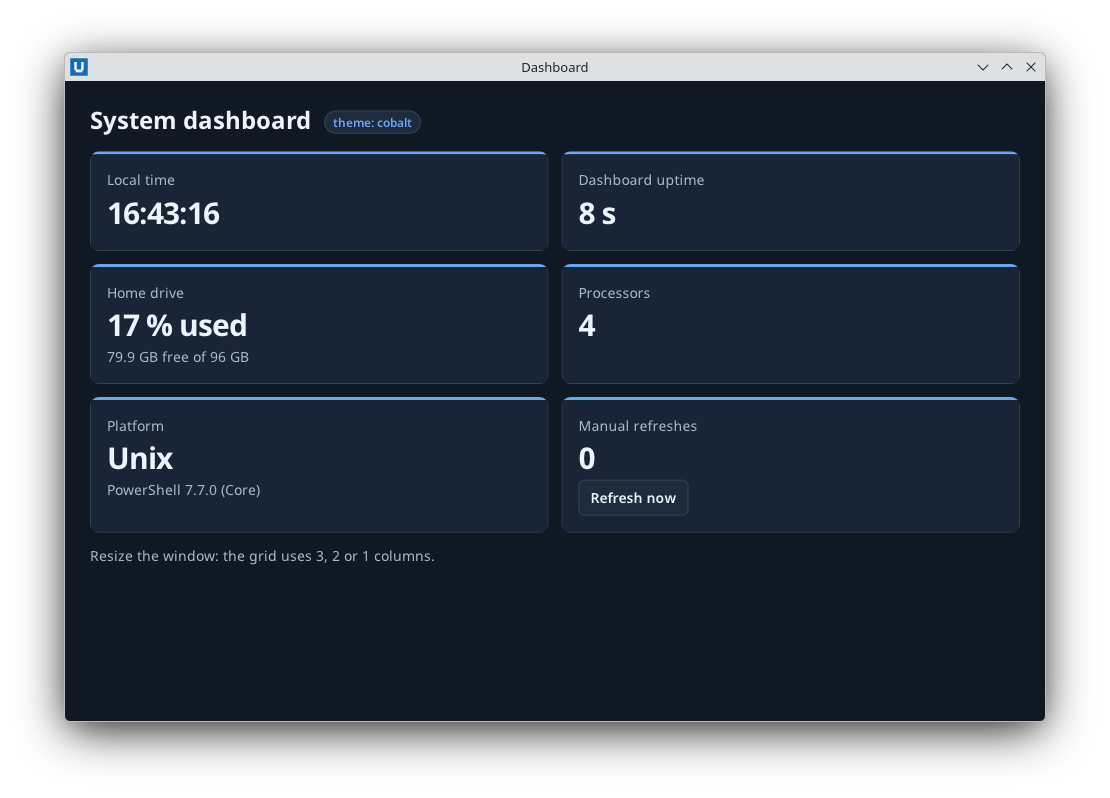 Dashboard
System dashboard theme: cobalt
Local time
16:43:16
Dashboard uptime
8 s
Home drive
17 % used
79.9 GB free of 96 GB
Processors
4
Platform
Unix
PowerShell 7.7.0 (Core)
Manual refreshes
0
Refresh now
Resize the window: the grid uses 3, 2 or 1 columns.